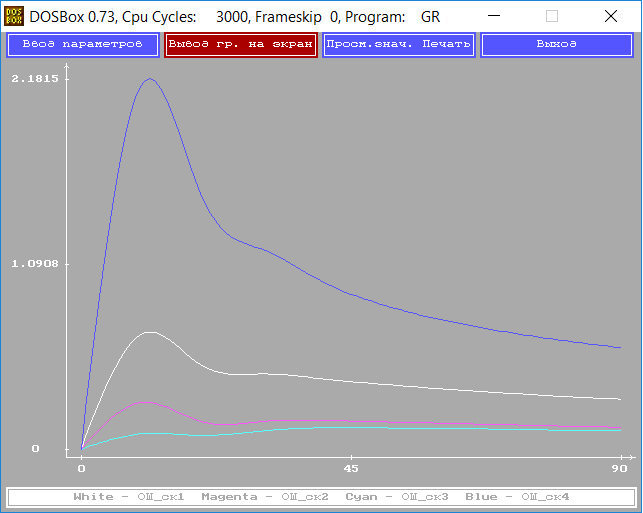 DOSBox 0.73, Cpu Cycles: 3000, Frameskip 0, Program: GR
Ввод параметров Вывод гр. на экран Просм.знач. Печать Выход
2.1815
1.0908
0
0 45 90
White - ОШ_ск1 Magenta - ОШ_ск2 Cyan - ОШ_ск3 Blue - ОШ_ск4